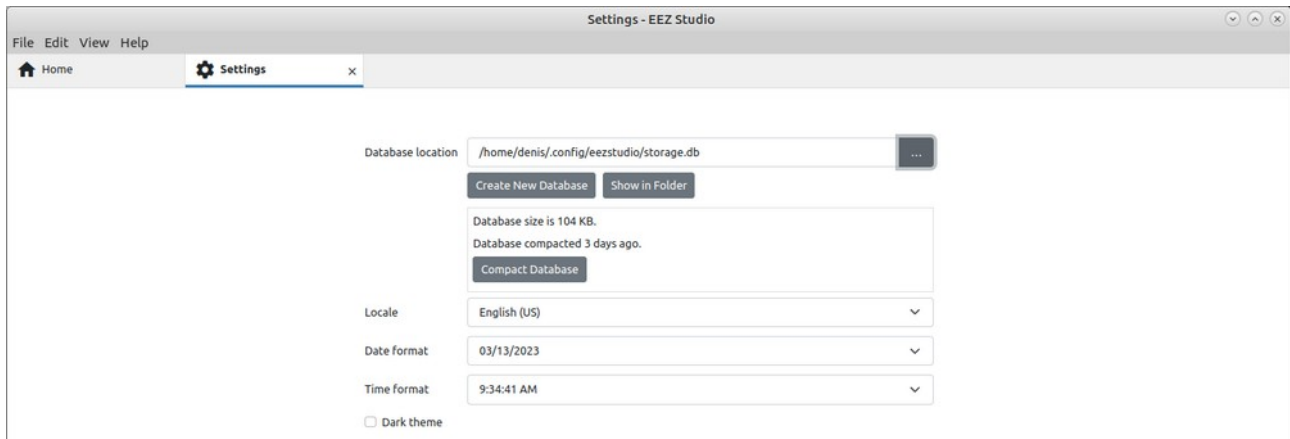 Settings - EEZ Studio
File Edit View Help
Home
Settings
Database location /home/denis/.config/eezstudio/storage.db ...
Create New Database Show in Folder
Database size is 104 KB.
Database compacted 3 days ago.
Compact Database
Locale English (US)
Date format 03/13/2023
Time format 9:34:41 AM
Dark theme